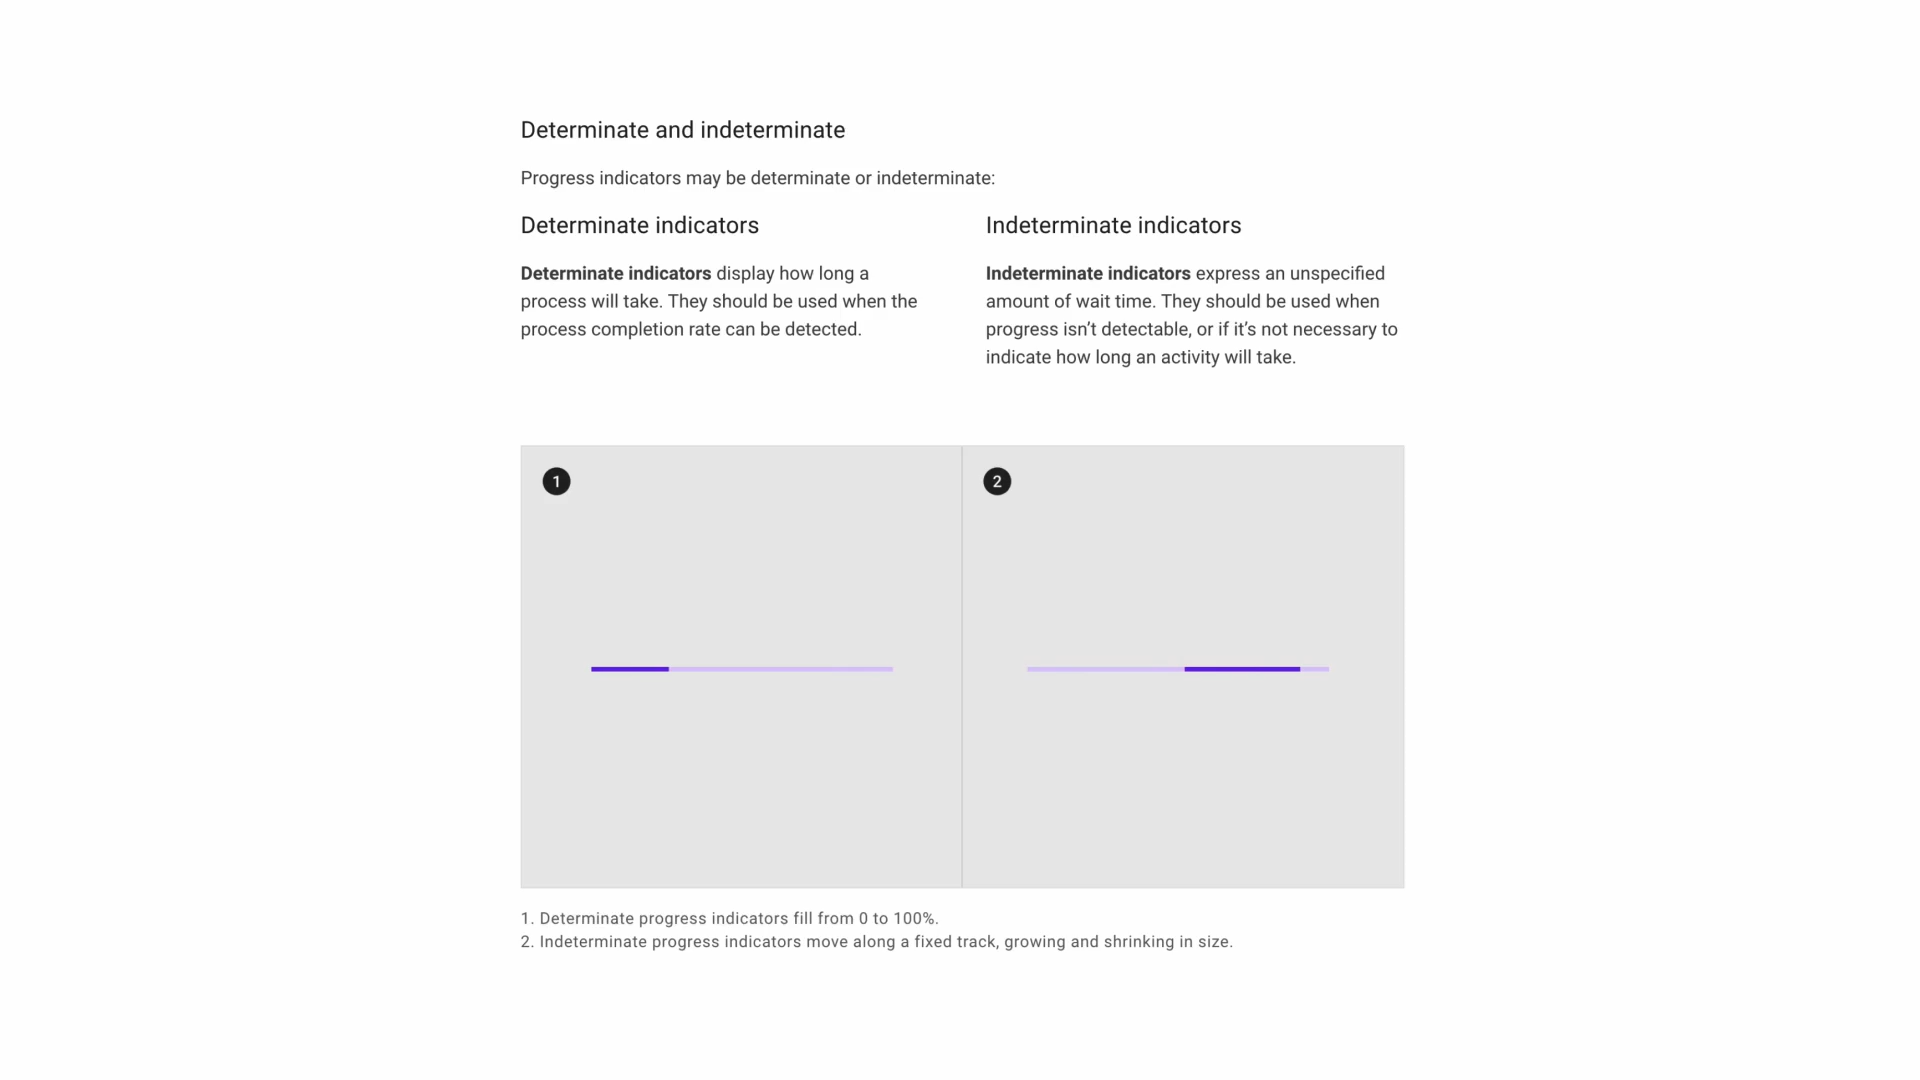 Determinate and indeterminate
Progress indicators may be determinate or indeterminate:
Determinate indicators
Determinate indicators display how long a
process will take. They should be used when the
process completion rate can be detected.
Indeterminate indicators
Indeterminate indicators express an unspecified
amount of wait time. They should be used when
progress isn’t detectable, or if it’s not necessary to
indicate how long an activity will take.
1
2
1. Determinate progress indicators fill from 0 to 100%.
2. Indeterminate progress indicators move along a fixed track, growing and shrinking in size.